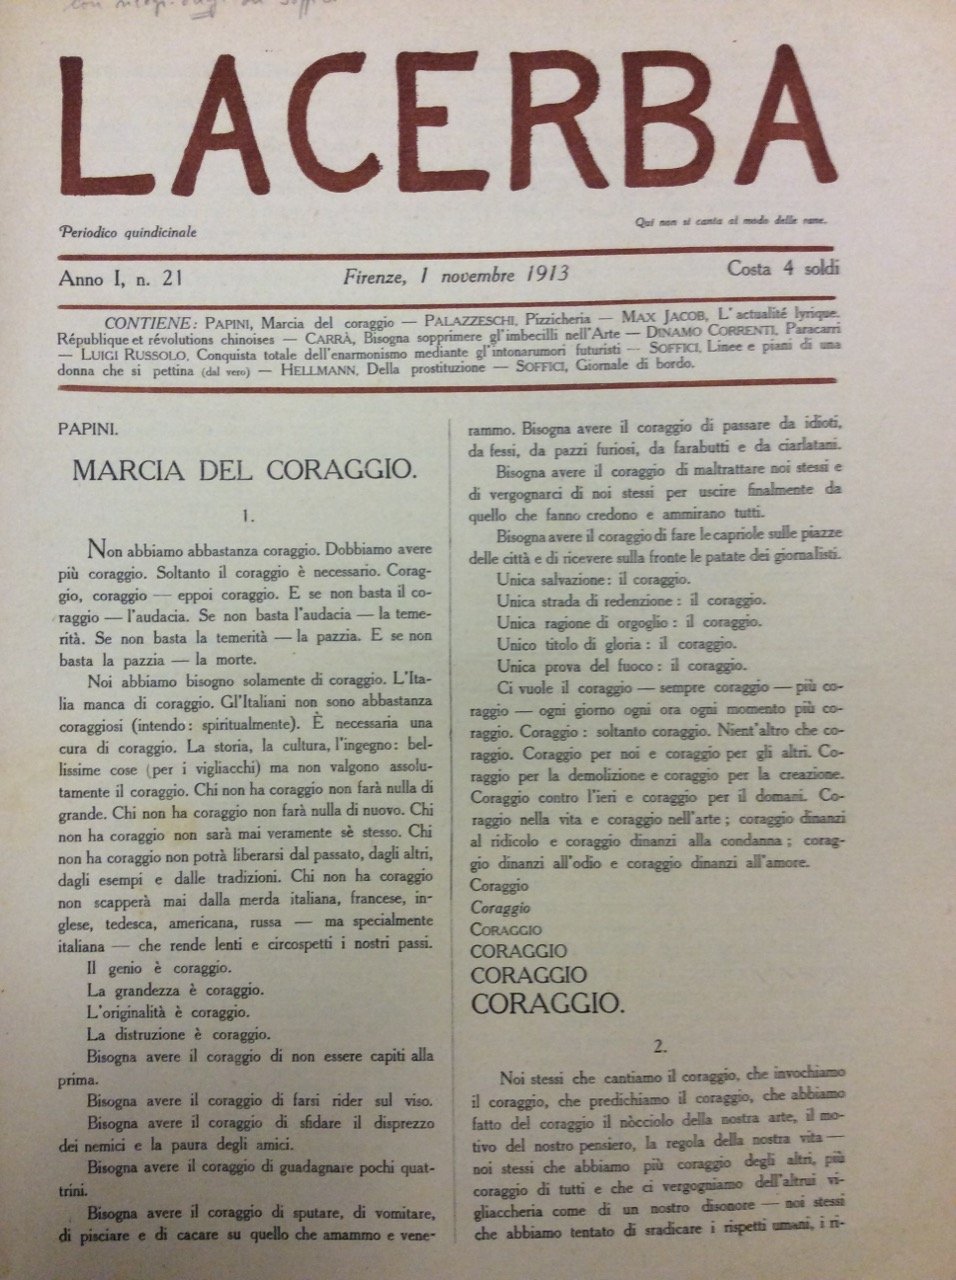 LACERBA
Periodico quindicinale
Qui non si canta al modo delle rane.
Anno I, n. 21
Firenze, 1 novembre 1913
Costa 4 soldi
CONTIENE: PAPINI, Marcia del coraggio — PALAZZESCHI, Pizzicheria — MAX JACOB, L'actualité lyrique.
République et révolutions chinoises — CARRÀ, Bisogna sopprimere gl'imbecilli nell'Arte — DINAMO CORRENTI, Paracarri
— LUIGI RUSSOLO, Conquista totale dell'enarmonismo mediante gl'intonarumori futuristi — SOFFICI, Linee e piani di una
donna che si pettina (dal vero) — HELLMANN, Della prostituzione — SOFFICI, Giornale di bordo.
PAPINI.
MARCIA DEL CORAGGIO.
1.
Non abbiamo abbastanza coraggio. Dobbiamo avere
più coraggio. Soltanto il coraggio è necessario. Corag-
gio, coraggio — eppoi coraggio. E se non basta il co-
raggio — l'audacia. Se non basta l'audacia — la teme-
rità. Se non basta la temerità — la pazzia. E se non
basta la pazzia — la morte.
Noi abbiamo bisogno solamente di coraggio. L'Ita-
lia manca di coraggio. Gl'Italiani non sono abbastanza
coraggiosi (intendo: spiritualmente). È necessaria una
cura di coraggio. La storia, la cultura, l'ingegno: bel-
lissime cose (per i vigliacchi) ma non valgono assolu-
tamente il coraggio. Chi non ha coraggio non farà nulla di
grande. Chi non ha coraggio non farà nulla di nuovo. Chi
non ha coraggio non sarà mai veramente sè stesso. Chi
non ha coraggio non potrà liberarsi dal passato, dagli altri,
dagli esempi e dalle tradizioni. Chi non ha coraggio
non scapperà mai dalla merda italiana, francese, in-
glese, tedesca, americana, russa — ma specialmente
italiana — che rende lenti e circospetti i nostri passi.
Il genio è coraggio.
La grandezza è coraggio.
L'originalità è coraggio.
La distruzione è coraggio.
Bisogna avere il coraggio di non essere capiti alla
prima.
Bisogna avere il coraggio di farsi rider sul viso.
Bisogna avere il coraggio di sfidare il disprezzo
dei nemici e la paura degli amici.
Bisogna avere il coraggio di guadagnare pochi quat-
trini.
Bisogna avere il coraggio di sputare, di vomitare,
di pisciare e di cacare su quello che amammo e vene-
rammo. Bisogna avere il coraggio di passare da idioti,
da fessi, da pazzi furiosi, da farabutti e da ciarlatani.
Bisogna avere il coraggio di maltrattare noi stessi e
di vergognarci di noi stessi per uscire finalmente da
quello che fanno credono e ammirano tutti.
Bisogna avere il coraggio di fare le capriole sulle piazze
delle città e di ricevere sulla fronte le patate dei giornalisti.
Unica salvazione: il coraggio.
Unica strada di redenzione: il coraggio.
Unica ragione di orgoglio: il coraggio.
Unico titolo di gloria: il coraggio.
Unica prova del fuoco: il coraggio.
Ci vuole il coraggio — sempre coraggio — più co-
raggio — ogni giorno ogni ora ogni momento più co-
raggio. Coraggio: soltanto coraggio. Nient'altro che co-
raggio. Coraggio per noi e coraggio per gli altri. Co-
raggio per la demolizione e coraggio per la creazione.
Coraggio contro l'ieri e coraggio per il domani. Co-
raggio nella vita e coraggio nell'arte; coraggio dinanzi
al ridicolo e coraggio dinanzi alla condanna; corag-
gio dinanzi all'odio e coraggio dinanzi all'amore.
Coraggio
Coraggio
CORAGGIO
CORAGGIO
CORAGGIO
CORAGGIO.
2.
Noi stessi che cantiamo il coraggio, che invochiamo
il coraggio, che predichiamo il coraggio, che abbiamo
fatto del coraggio il nòcciolo della nostra arte, il mo-
tivo del nostro pensiero, la regola della nostra vita —
noi stessi che abbiamo più coraggio degli altri, più
coraggio di tutti e che ci vergogniamo dell'altrui vi-
gliaccheria come di un nostro disonore — noi stessi
che abbiamo tentato di sradicare i rispetti umani, i ri-